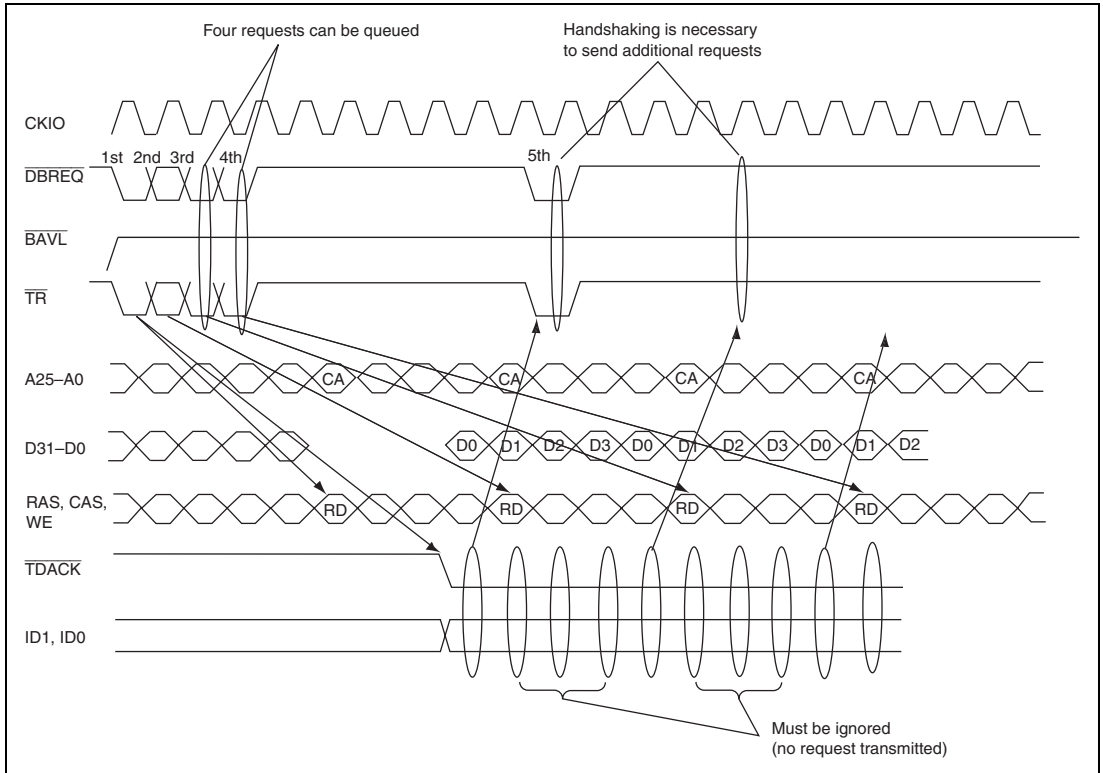 Four requests can be queued
Handshaking is necessary
to send additional requests
CKIO
1st 2nd 3rd 4th 5th
DBREQ
BAVL
TR
A25–A0 CA CA CA CA
D31–D0 D0 D1 D2 D3 D0 D1 D2 D3 D0 D1 D2
RAS, CAS,
WE
RD RD RD RD
TDACK
ID1, ID0
Must be ignored
(no request transmitted)